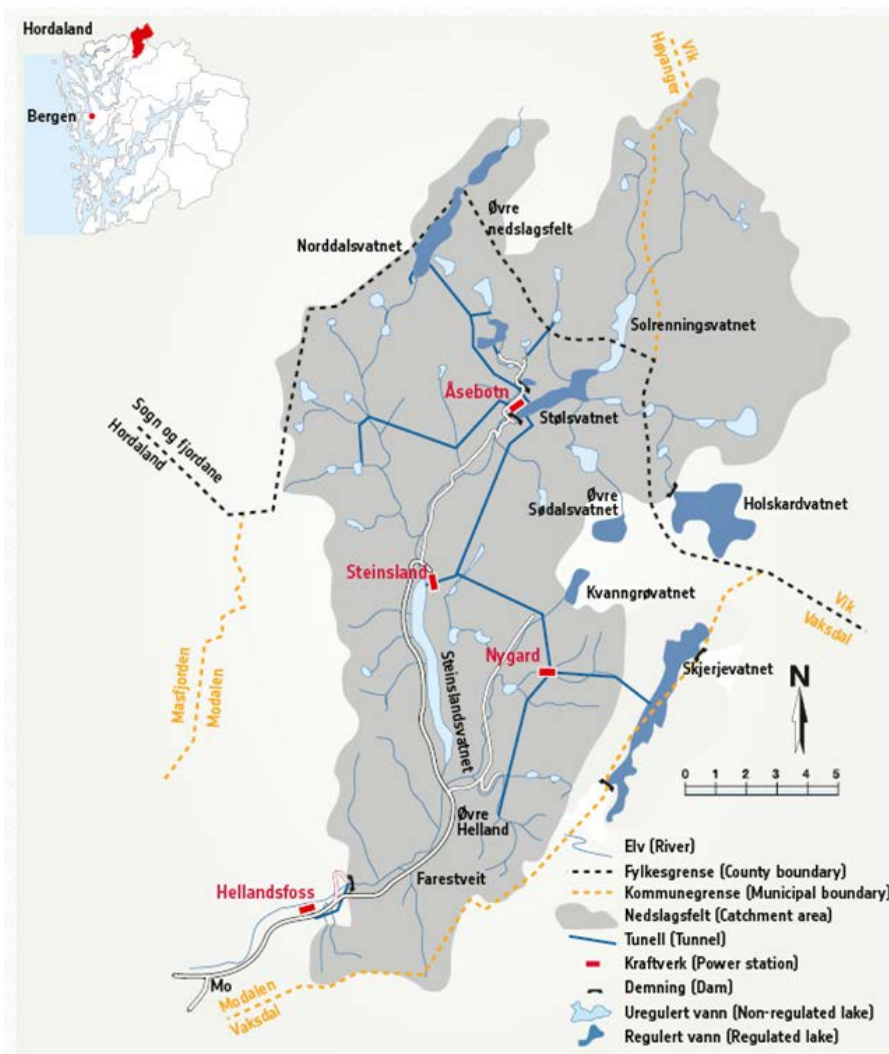 Hordaland
Bergen
Vik
Høyanger
Øvre
nedslagsfelt
Norddalsvatnet
Solrenningsvatnet
Åsebotn
Stølsvatnet
Sogn og fjordane
Hordaland
Øvre
Sødalsvatnet
Holskardvatnet
Steinsland
Kvanngrøvatnet
Vik
Vaksdal
Masfjorden
Modalen
Steinslandsvatnet
Nygard
Skjerjevatnet
N
0 1 2 3 4 5
Øvre
Helland
Farestveit
Hellandsfoss
Mo
Modalen
Vaksdal
Elv (River)
Fylkesgrense (County boundary)
Kommunegrense (Municipal boundary)
Nedslagsfelt (Catchment area)
Tunell (Tunnel)
Kraftverk (Power station)
Demning (Dam)
Uregulert vann (Non-regulated lake)
Regulert vann (Regulated lake)